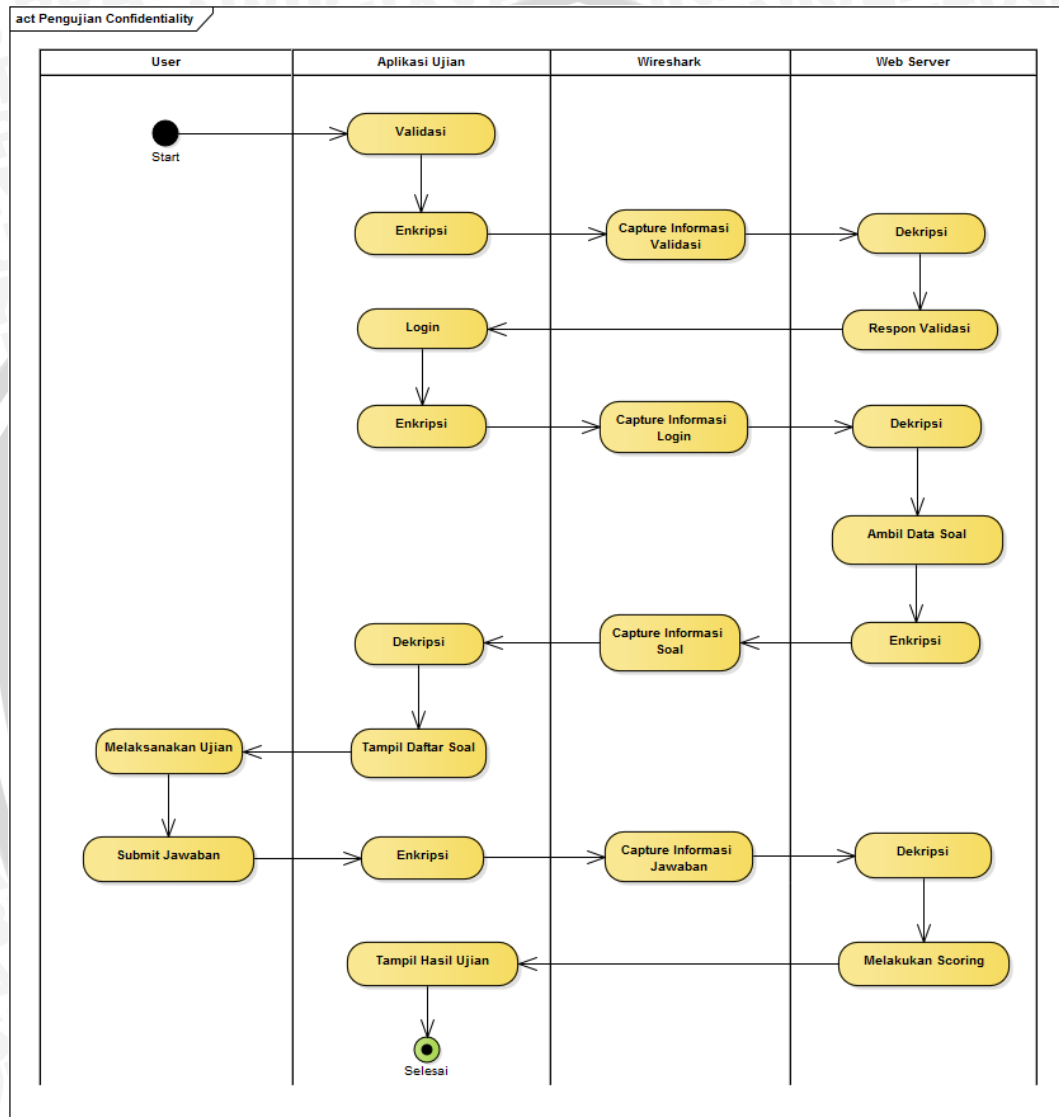 act Pengujian Confidentiality
User
Aplikasi Ujian
Wireshark
Web Server
Start
Validasi
Enkripsi
Capture Informasi
Validasi
Dekripsi
Login
Respon Validasi
Enkripsi
Capture Informasi
Login
Dekripsi
Ambil Data Soal
Dekripsi
Capture Informasi
Soal
Enkripsi
Melaksanakan Ujian
Tampil Daftar Soal
Submit Jawaban
Enkripsi
Capture Informasi
Jawaban
Dekripsi
Tampil Hasil Ujian
Melakukan Scoring
Selesai